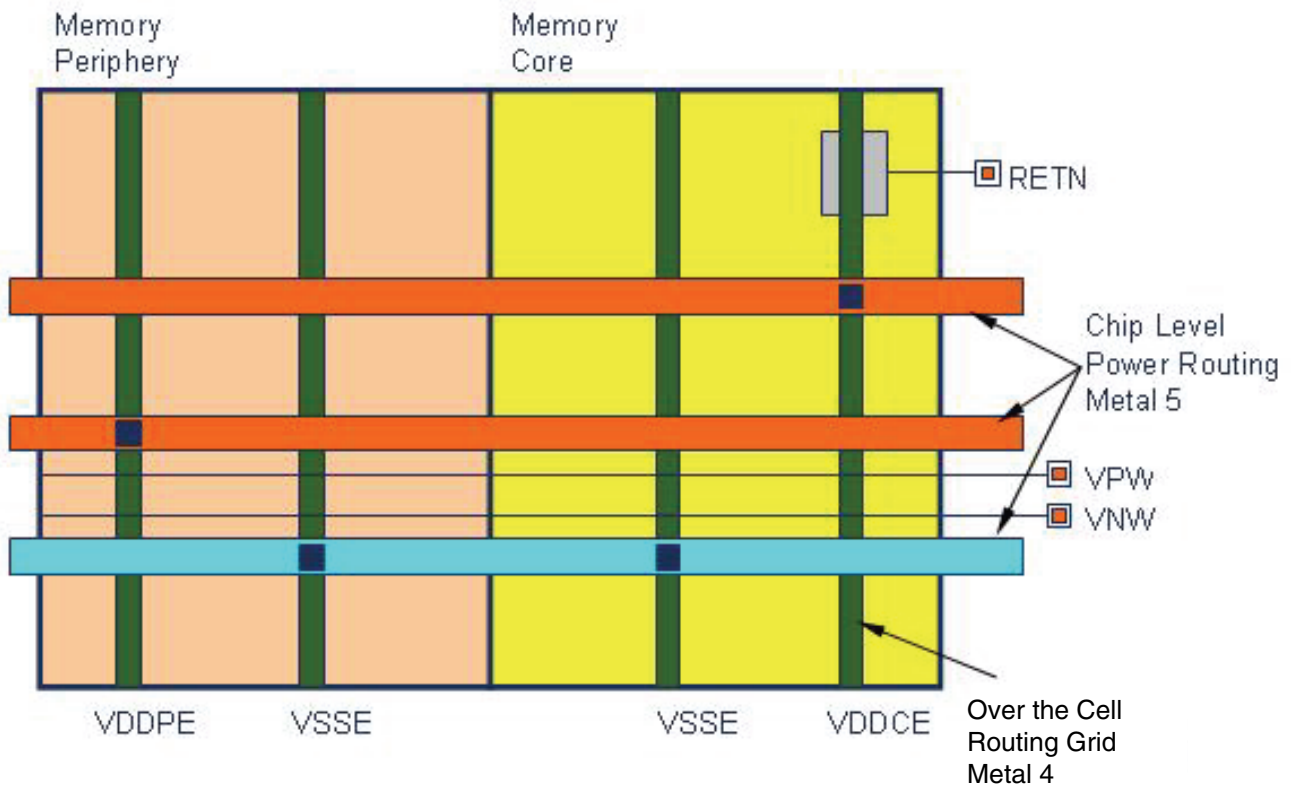 Memory
Periphery
Memory
Core
RETN
Chip Level
Power Routing
Metal 5
VPW
VNW
VDDPE
VSSE
VSSE
VDDCE
Over the Cell
Routing Grid
Metal 4